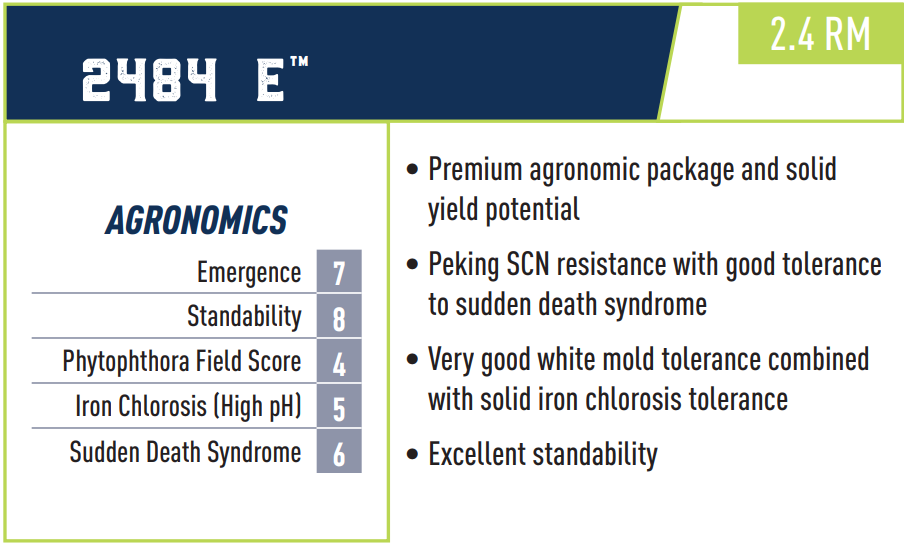 2484 E™
2.4 RM
AGRONOMICS
Emergence 7
Standability 8
Phytophthora Field Score 4
Iron Chlorosis (High pH) 5
Sudden Death Syndrome 6
• Premium agronomic package and solid
yield potential
• Peking SCN resistance with good tolerance
to sudden death syndrome
• Very good white mold tolerance combined
with solid iron chlorosis tolerance
• Excellent standability